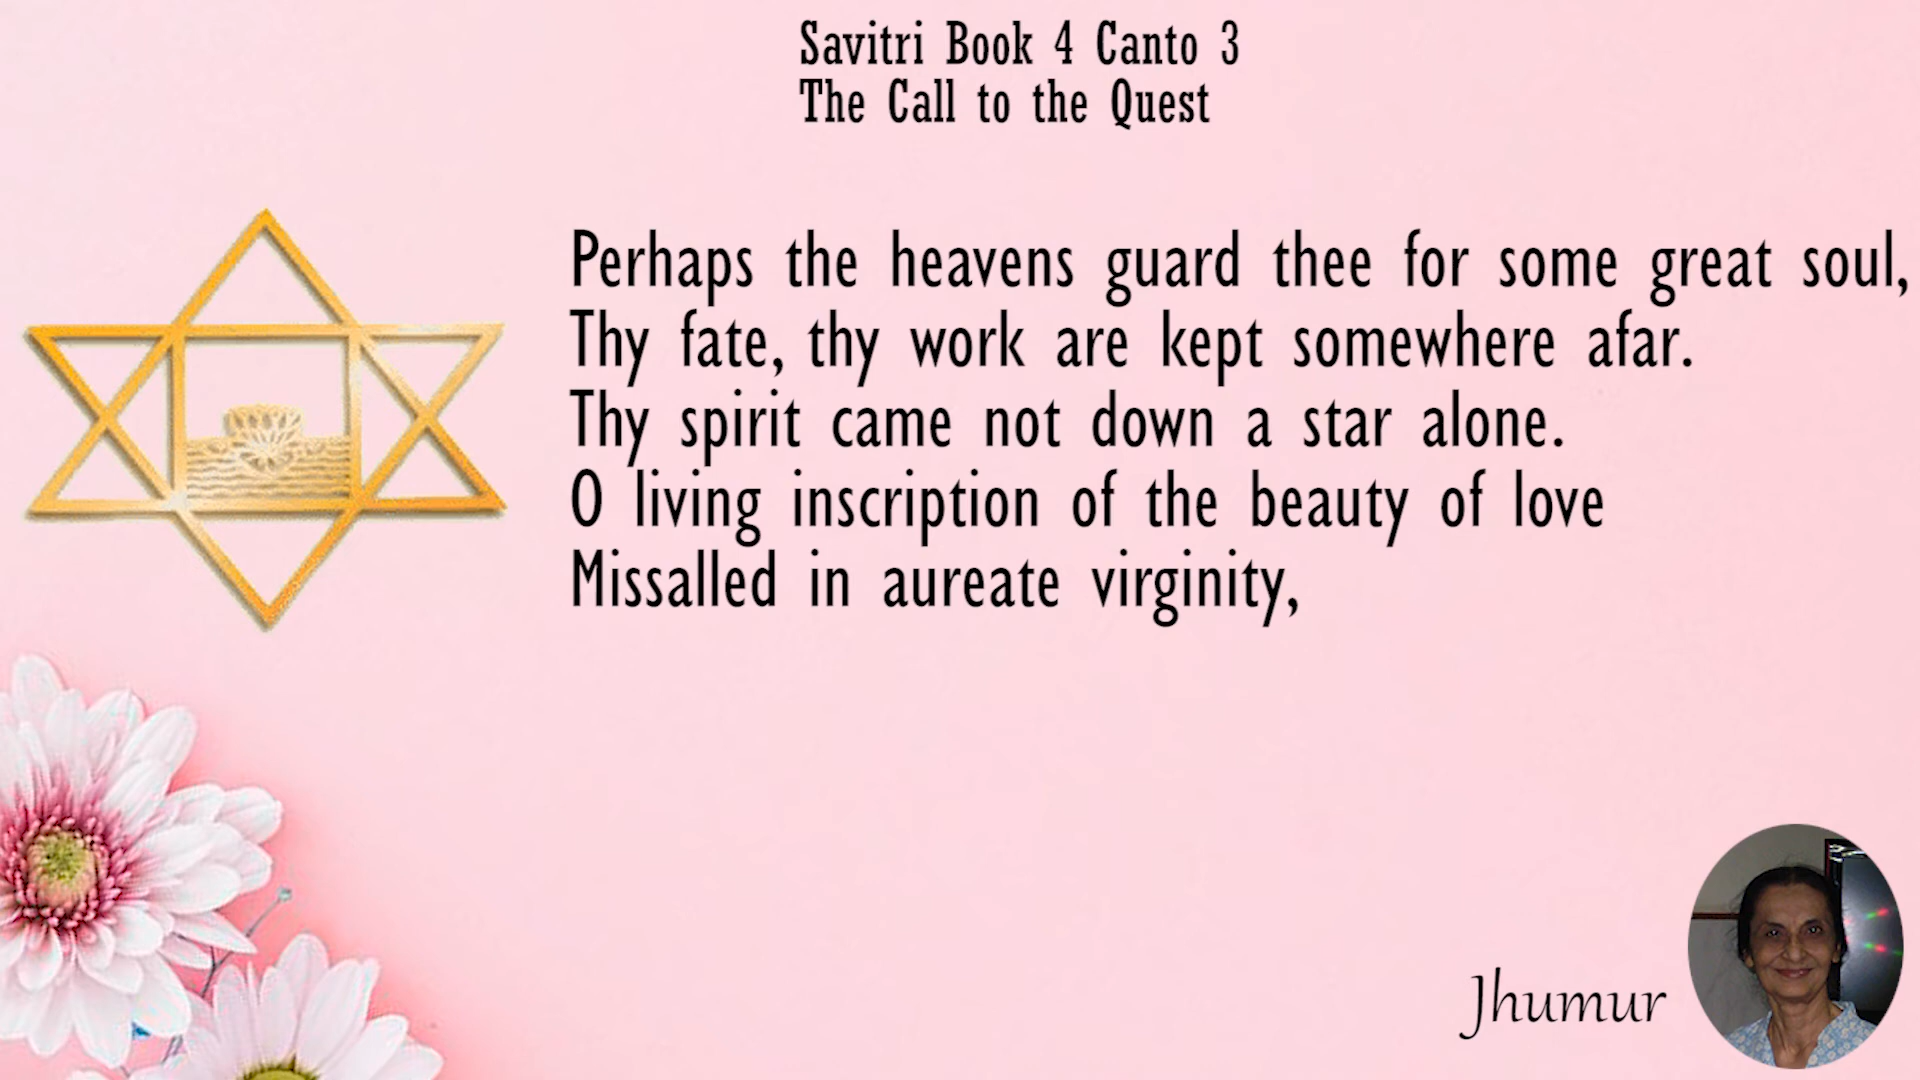 Savitri Book 4 Canto 3
The Call to the Quest
Perhaps the heavens guard thee for some great soul,
Thy fate, thy work are kept somewhere afar.
Thy spirit came not down a star alone.
O living inscription of the beauty of love
Missalled in aureate virginity,
Jhumur